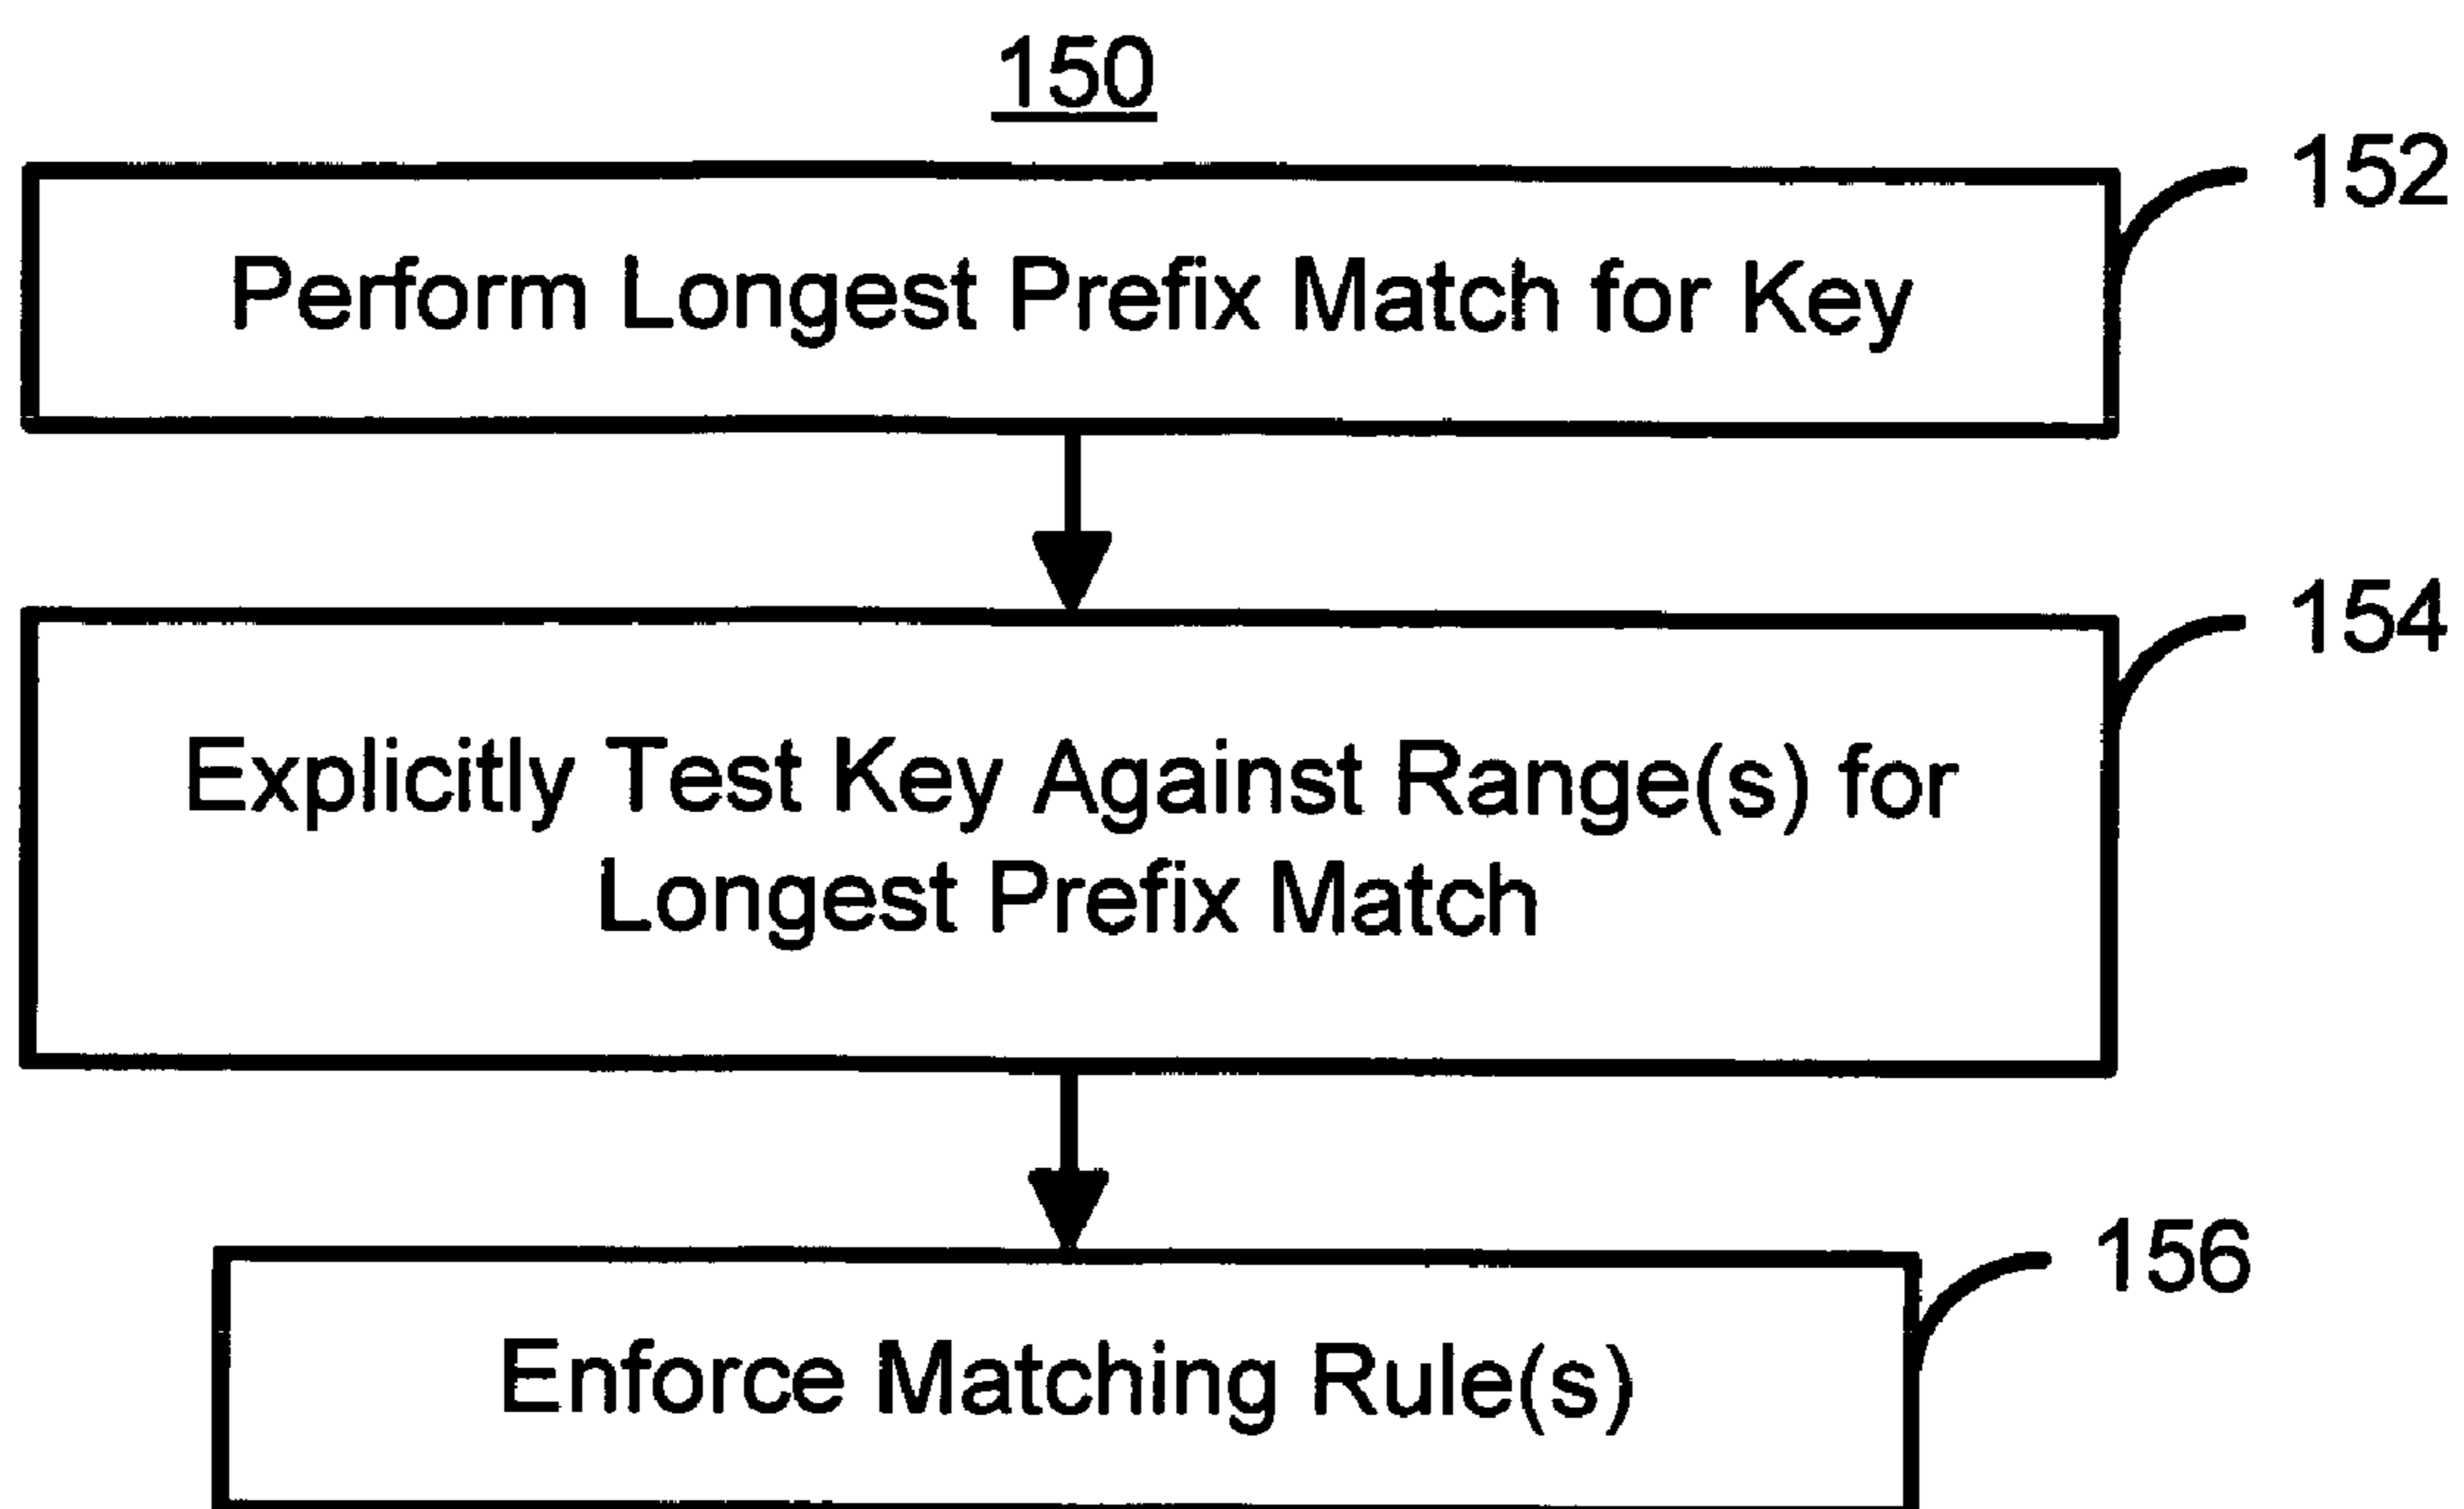 150
152
Perform Longest Prefix Match for Key
154
Explicitly Test Key Against Range(s) for
Longest Prefix Match
156
Enforce Matching Rule(s)